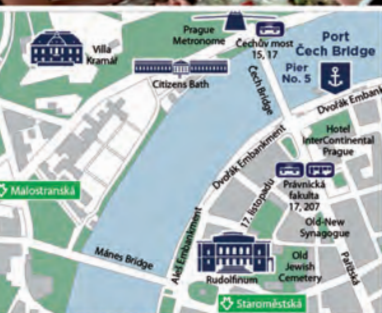 Prague
Metronome
Čechův most
15, 17
Port
Čech Bridge
Pier
No. 5
Villa
Kramář
Citizens Bath
Čech Bridge
Dvořák Embankment
Hotel
InterContinental
Prague
Dvořák Embankment
Malostranská
17. listopadu
Právnická
fakulta
17, 207
Old-New
Synagogue
Pařížská
Mánes Bridge
Aleš Embankment
Rudolfinum
Old
Jewish
Cemetery
Staroměstská